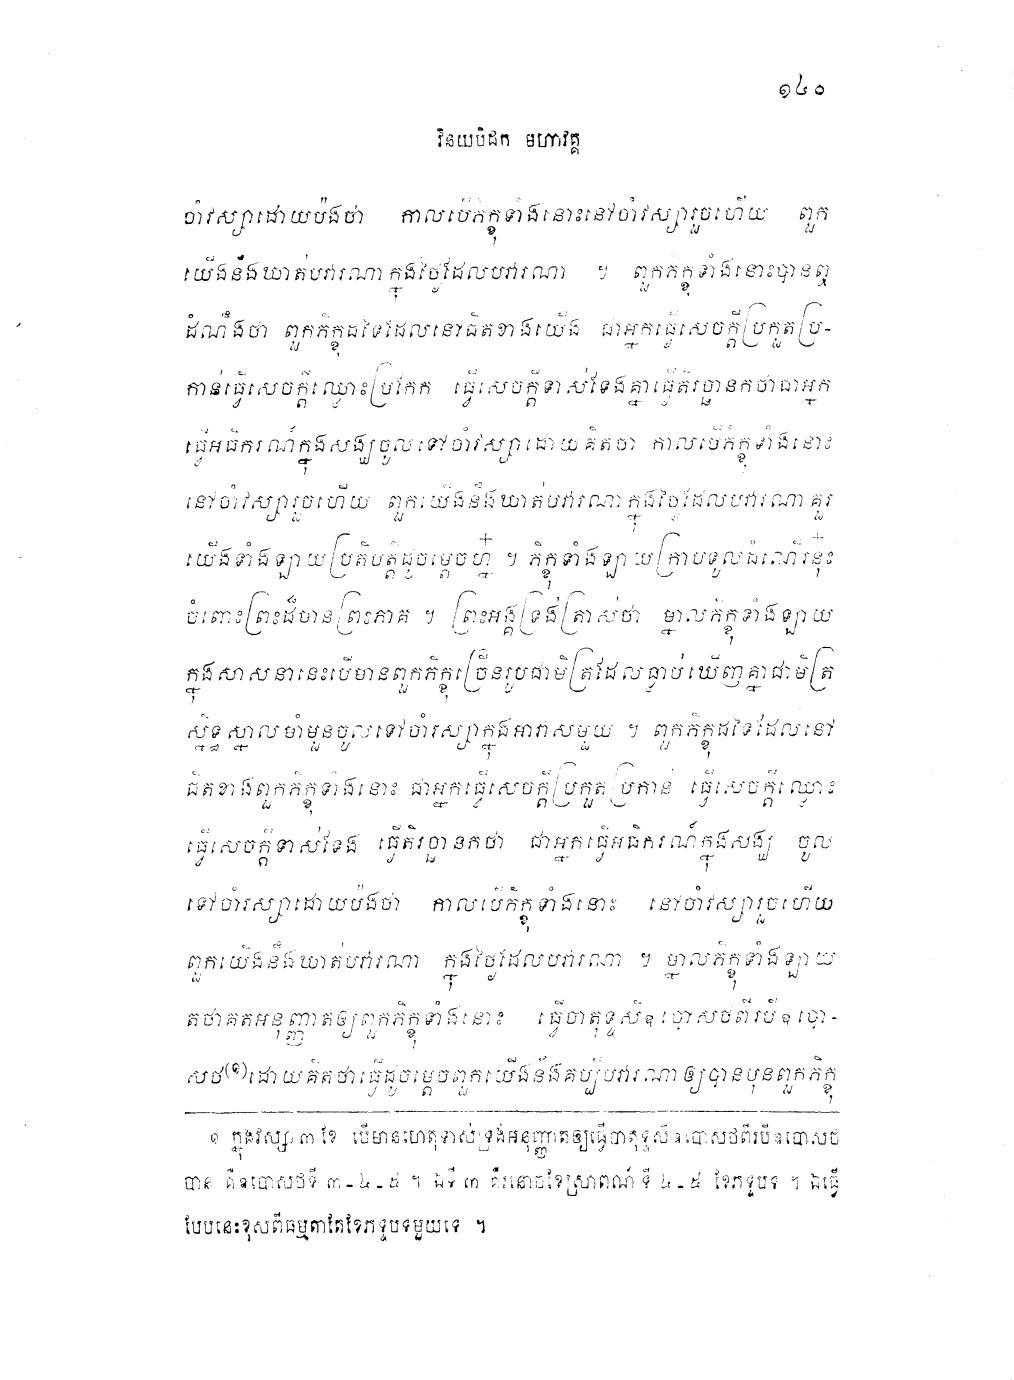 ១៤០
វិនយបិដក មហាវគ្គ
ចាំវស្សាដោយប៉ងថា កាលបើភិក្ខុទាំងនោះនៅចាំវស្សារួចហើយ ពួក
យើងនឹងឃាត់បវារណាក្នុងថ្ងៃដែលបវារណា ។ ពួកភិក្ខុទាំងនោះបានឮ
ដំណឹងថា ពួកភិក្ខុដទៃដែលនៅជិតខាងយើង ជាអ្នកធ្វើសេចក្តីប្រកួតប្រ-
កាន់ធ្វើសេចក្តីឈ្លោះប្រកែក ធ្វើសេចក្តីទាស់ទែងគ្នាធ្វើតិរច្ឆានកថាជាអ្នក
ធ្វើអធិករណ៍ក្នុងសង្ឃចូលទៅចាំវស្សាដោយគិតថា កាលបើភិក្ខុទាំងនោះ
នៅចាំវស្សារួចហើយ ពួកយើងនឹងឃាត់បវារណាក្នុងថ្ងៃដែលបវារណា គួរ
យើងទាំងឡាយប្រតិបត្តិដូចម្តេចហ្ន៎ ។ ភិក្ខុទាំងឡាយក្រាបទូលដំណើរនុ៎ះ
ចំពោះព្រះដ៏មានព្រះភាគ ។ ព្រះអង្គទ្រង់ត្រាស់ថា ម្នាលភិក្ខុទាំងឡាយ
ក្នុងសាសនានេះបើមានពួកភិក្ខុច្រើនរូបជាមិត្រដែលធ្លាប់ឃើញគ្នាជាមិត្រ
ស្និទ្ធស្នាលមាំមួនចូលទៅចាំវស្សាក្នុងអាវាសមួយ ។ ពួកភិក្ខុដទៃដែលនៅ
ជិតខាងពួកភិក្ខុទាំងនោះ ជាអ្នកធ្វើសេចក្តីប្រកួតប្រកាន់ ធ្វើសេចក្តីឈ្លោះ
ធ្វើសេចក្តីទាស់ទែង ធ្វើតិរច្ឆានកថា ជាអ្នកធ្វើអធិករណ៍ក្នុងសង្ឃ ចូល
ទៅចាំវស្សាដោយប៉ងថា កាលបើភិក្ខុទាំងនោះ នៅចាំវស្សារួចហើយ
ពួកយើងនឹងឃាត់បវារណា ក្នុងថ្ងៃដែលបវារណា ។ ម្នាលភិក្ខុទាំងឡាយ
តថាគតអនុញ្ញាតឲ្យពួកភិក្ខុទាំងនោះ ធ្វើចាតុទ្ទសីឧបោសថពីរបីឧបោ-
សថ(១)ដោយគិតថាធ្វើដូចម្តេចពួកយើងនឹងគប្បីបវារណាឲ្យបានមុនពួកភិក្ខុ
១ ក្នុងវស្សា ៣ ខែ បើមានហេតុទាស់ ទ្រង់អនុញ្ញាតឲ្យធ្វើចាតុទ្ទសីឧបោសថពីរបីឧបោសថ
បាន គឺឧបោសថទី ៣ - ៤ - ៥ ។ ឯទី ៣ គឺរនោចខែស្រាពណ៍ ទី ៤ - ៥ ខែភទ្ទបទ ។ ឯធ្វើ
បែបនេះខុសពីធម្មតាតែខែភទ្ទបទមួយទេ ។